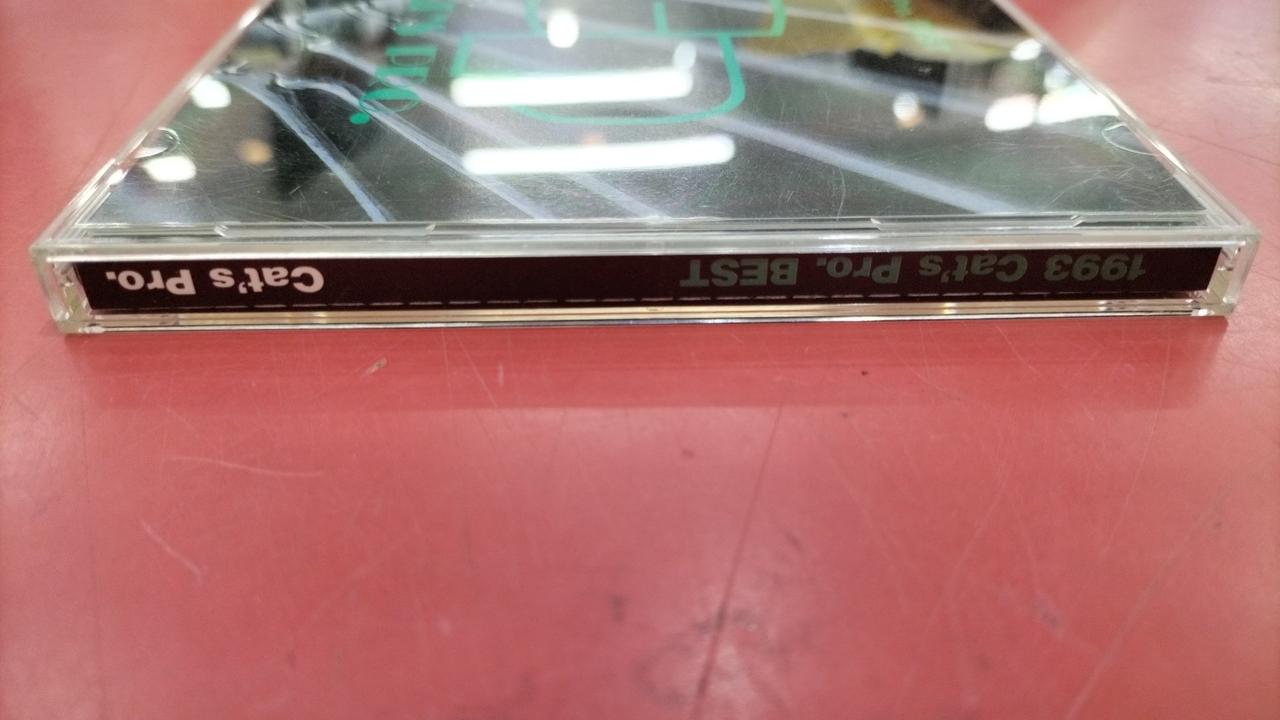 1993 Cat's Pro. BEST
Cat's Pro.